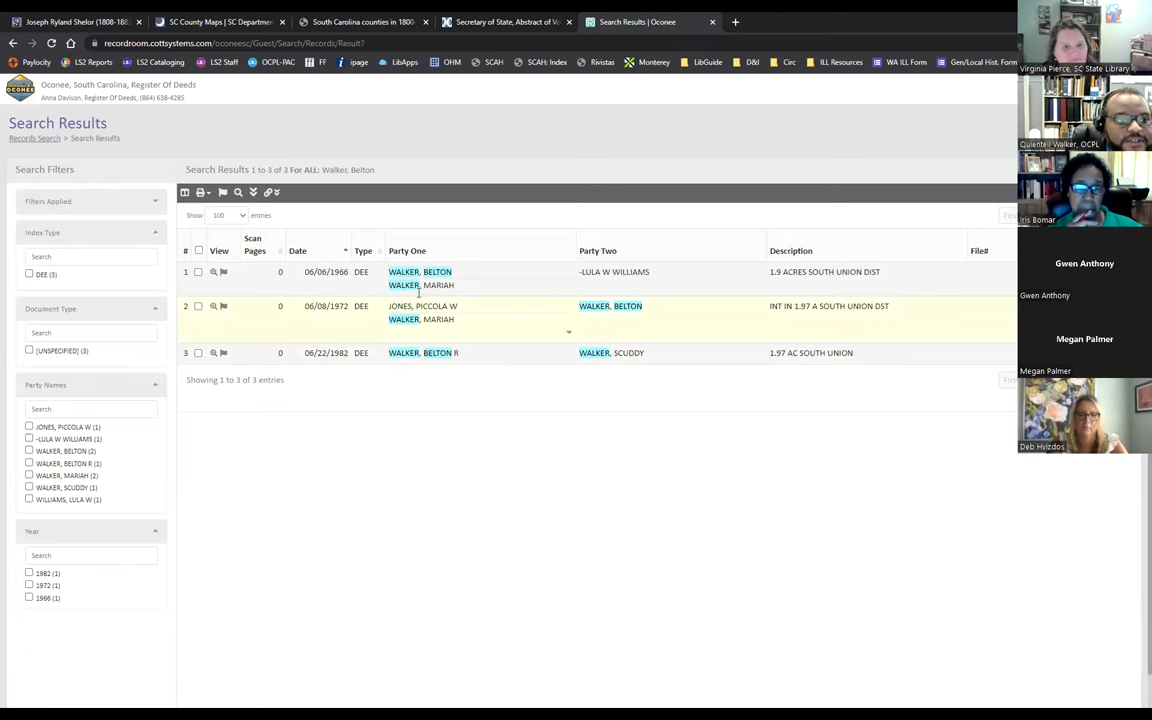 Joseph Ryland Shelor (1808-188
SC County Maps | SC Departmen
South Carolina counties in 1800-
Secretary of State, Abstract of Vo
Search Results | Oconee
recordroom.cottsystems.com/oconeesc/Guest/Search/Records/Result?
Paylocity
LS2 Reports
LS2 Cataloging
LS2 Staff
OCPL-PAC
FF
ipage
LibApps
OHM
SCAH
SCAH: Index
Rivistas
Monterey
LibGuide
D&J
Circ
ILL Resources
WA ILL Form
Gen/Local Hist. Form
Oconee, South Carolina, Register Of Deeds
Anna Davison, Register Of Deeds, (864) 638-4285
Search Results
Records Search > Search Results
Search Filters
Search Results 1 to 3 of 3 For ALL: Walker, Belton
Filters Applied
Index Type
Search
DEE (3)
Document Type
Search
[UNSPECIFIED] (3)
Party Names
Search
JONES, PICCOLA W (1)
-LULA W WILLIAMS (1)
WALKER, BELTON (2)
WALKER, BELTON R (1)
WALKER, MARIAH (2)
WALKER, SCUDDY (1)
WILLIAMS, LULA W (1)
Year
Search
1982 (1)
1972 (1)
1966 (1)
Show 100 entries
Firs
# View Scan Pages Date Type Party One Party Two Description File#
1 0 06/06/1966 DEE WALKER, BELTON -LULA W WILLIAMS 1.9 ACRES SOUTH UNION DIST
WALKER, MARIAH
2 0 06/08/1972 DEE JONES, PICCOLA W WALKER, BELTON INT IN 1.97 A SOUTH UNION DST
WALKER, MARIAH
3 0 06/22/1982 DEE WALKER, BELTON R WALKER, SCUDDY 1.97 AC SOUTH UNION
Showing 1 to 3 of 3 entries
Firs
Virginia Pierce, SC State Library
Quientell Walker, OCPL
Iris Bomar
Gwen Anthony
Gwen Anthony
Megan Palmer
Megan Palmer
Deb Hvizdos